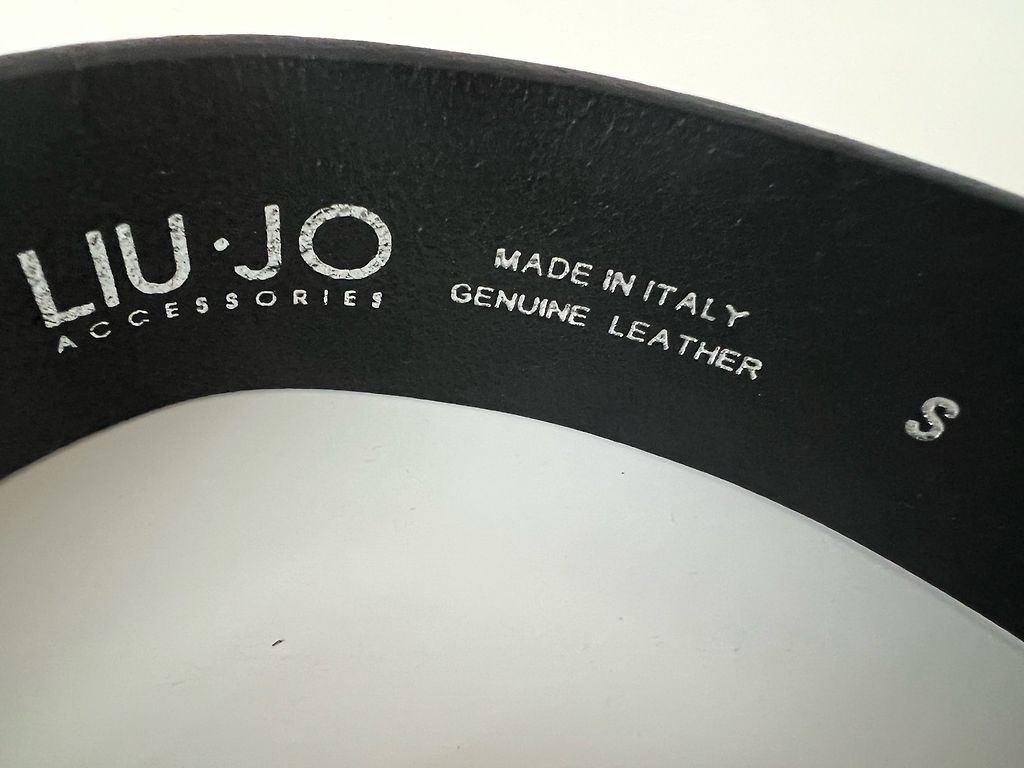 LIU·JO
ACCESSORIES
MADE IN ITALY
GENUINE LEATHER
S